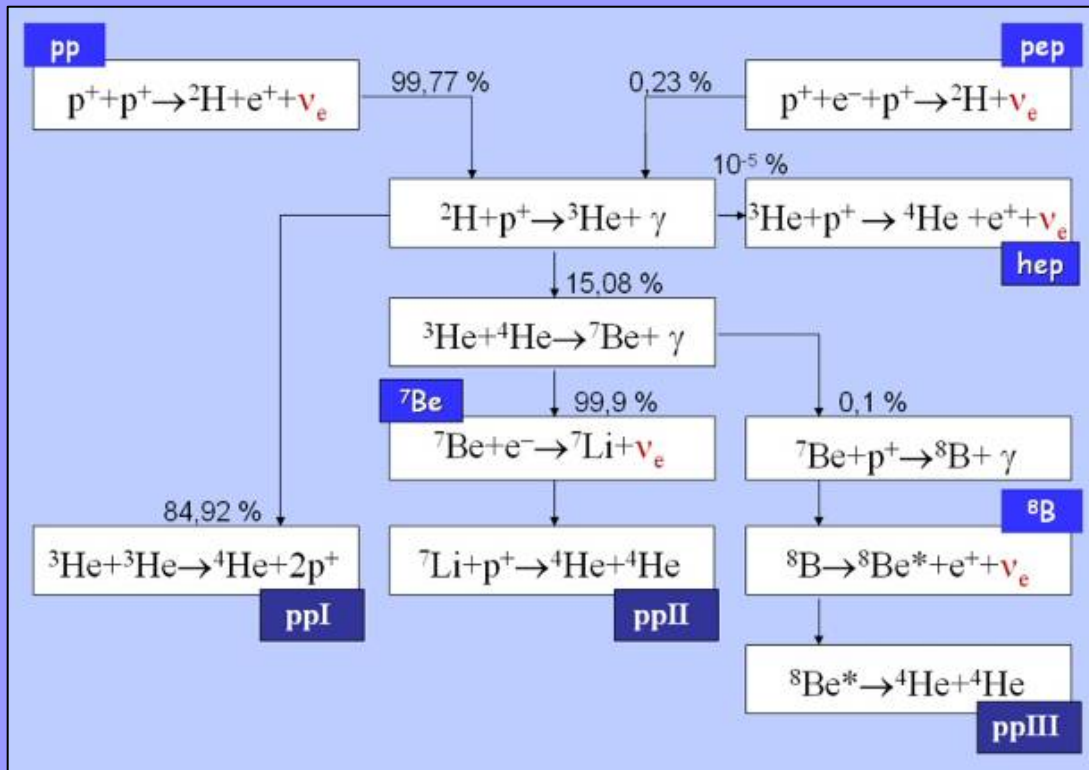 pp
p⁺+p⁺→²H+e⁺+νₑ
99,77 %
pep
p⁺+e⁻+p⁺→²H+νₑ
0,23 %
²H+p⁺→³He+ γ
10⁻⁵ %
³He+p⁺ → ⁴He +e⁺+νₑ
hep
15,08 %
³He+⁴He→⁷Be+ γ
⁷Be
99,9 %
⁷Be+e⁻→⁷Li+νₑ
0,1 %
⁷Be+p⁺→⁸B+ γ
84,92 %
³He+³He→⁴He+2p⁺
ppI
⁷Li+p⁺→⁴He+⁴He
ppII
⁸B
⁸B→⁸Be*+e⁺+νₑ
⁸Be*→⁴He+⁴He
ppIII